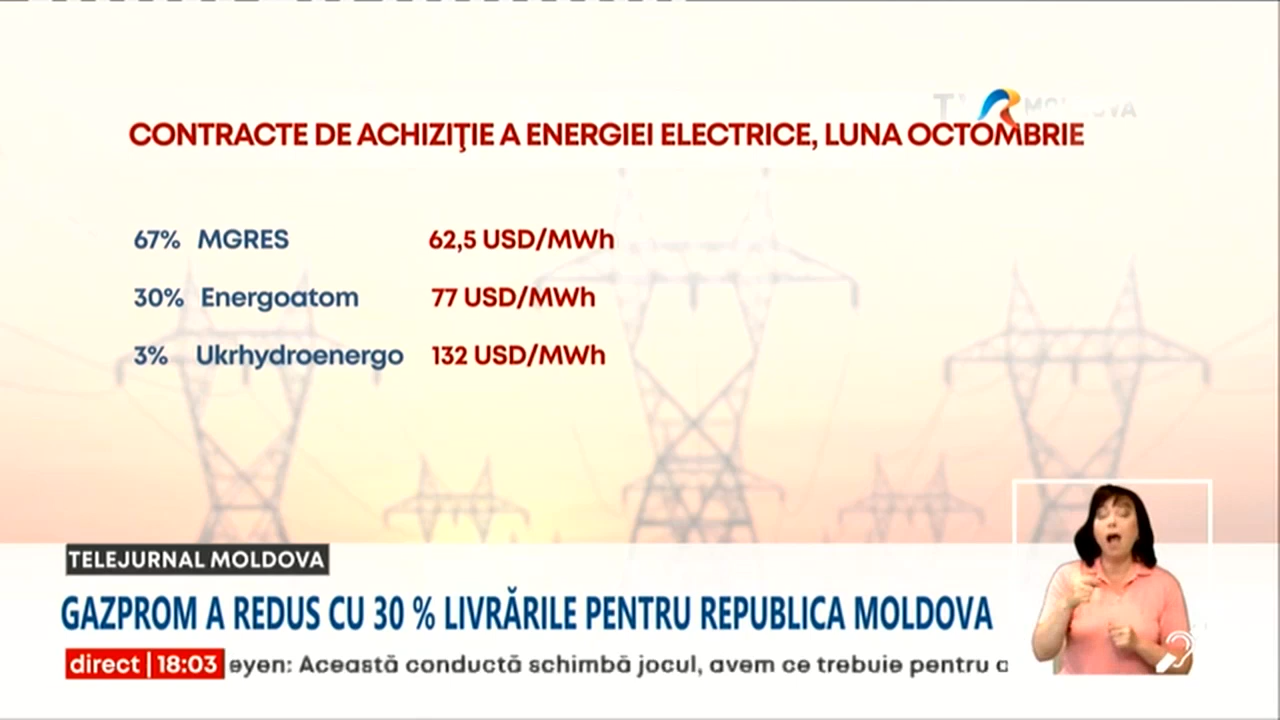 TV MOLDOVA
CONTRACTE DE ACHIZIŢIE A ENERGIEI ELECTRICE, LUNA OCTOMBRIE
67% MGRES 62,5 USD/MWh
30% Energoatom 77 USD/MWh
3% Ukrhydroenergo 132 USD/MWh
TELEJURNAL MOLDOVA
GAZPROM A REDUS CU 30 % LIVRĂRILE PENTRU REPUBLICA MOLDOVA
direct | 18:03 eyen: Această conductă schimbă jocul, avem ce trebuie pentru a